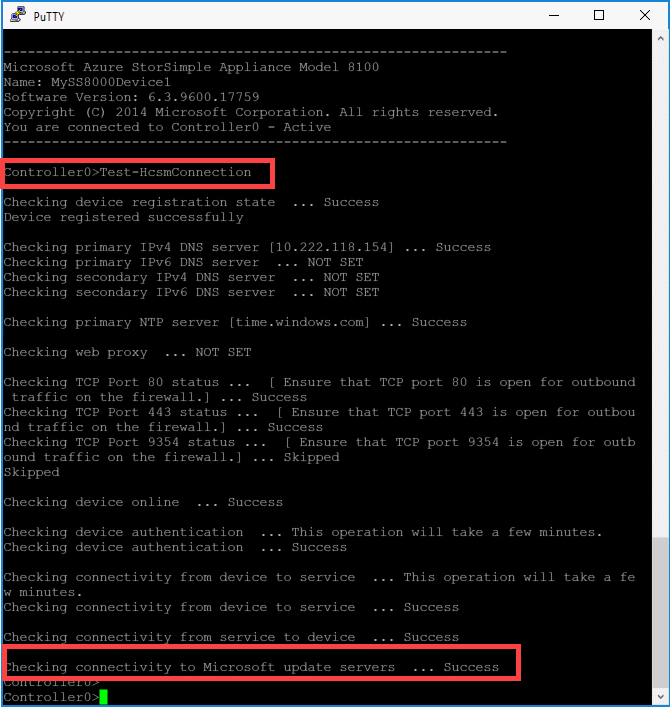 PuTTY
---------------------------------------------------------------
Microsoft Azure StorSimple Appliance Model 8100
Name: MySS8000Device1
Software Version: 6.3.9600.17759
Copyright (C) 2014 Microsoft Corporation. All rights reserved.
You are connected to Controller0 - Active
---------------------------------------------------------------
Controller0>Test-HcsmConnection
Checking device registration state  ... Success
Device registered successfully
Checking primary IPv4 DNS server [10.222.118.154] ... Success
Checking primary IPv6 DNS server  ... NOT SET
Checking secondary IPv4 DNS server  ... NOT SET
Checking secondary IPv6 DNS server  ... NOT SET
Checking primary NTP server [time.windows.com] ... Success
Checking web proxy  ... NOT SET
Checking TCP Port 80 status ...  [ Ensure that TCP port 80 is open for outbound
 traffic on the firewall.] ... Success
Checking TCP Port 443 status ...  [ Ensure that TCP port 443 is open for outbou
nd traffic on the firewall.] ... Success
Checking TCP Port 9354 status ...  [ Ensure that TCP port 9354 is open for outb
ound traffic on the firewall.] ... Skipped
Skipped
Checking device online  ... Success
Checking device authentication  ... This operation will take a few minutes.
Checking device authentication  ... Success
Checking connectivity from device to service  ... This operation will take a fe
w minutes.
Checking connectivity from device to service  ... Success
Checking connectivity from service to device  ... Success
Checking connectivity to Microsoft update servers  ... Success
Controller0>
Controller0>